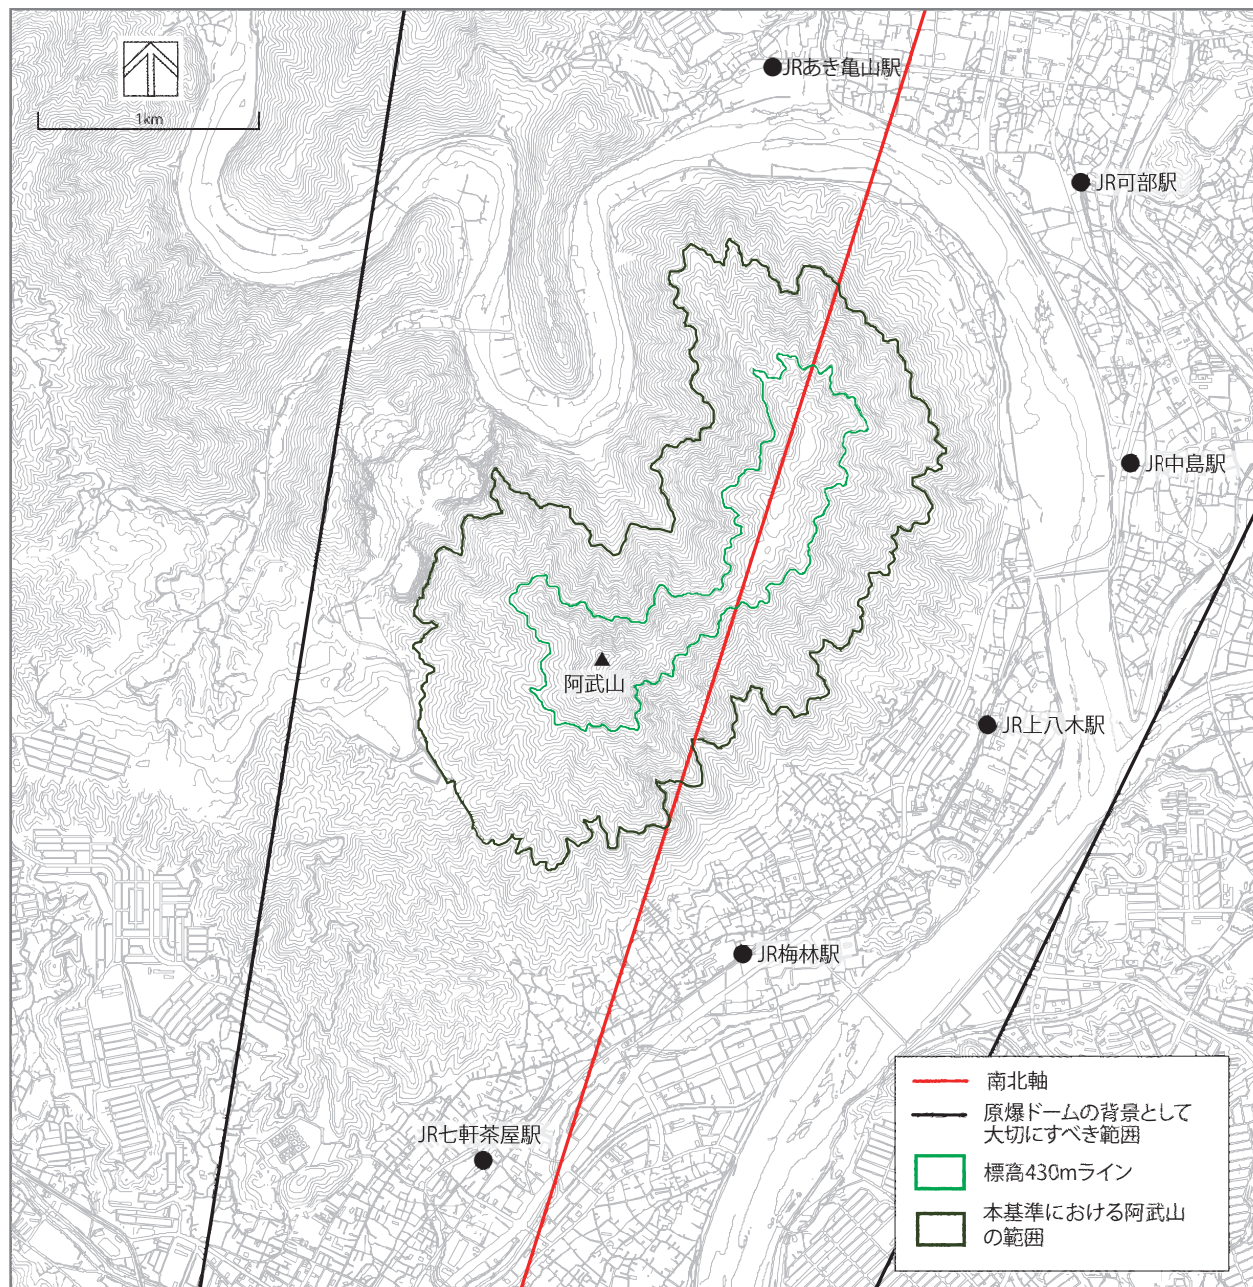 JRあき亀山駅
1km
JR可部駅
JR中島駅
阿武山
JR上八木駅
JR梅林駅
JR七軒茶屋駅
南北軸
原爆ドームの背景として
大切にすべき範囲
標高430mライン
本基準における阿武山
の範囲